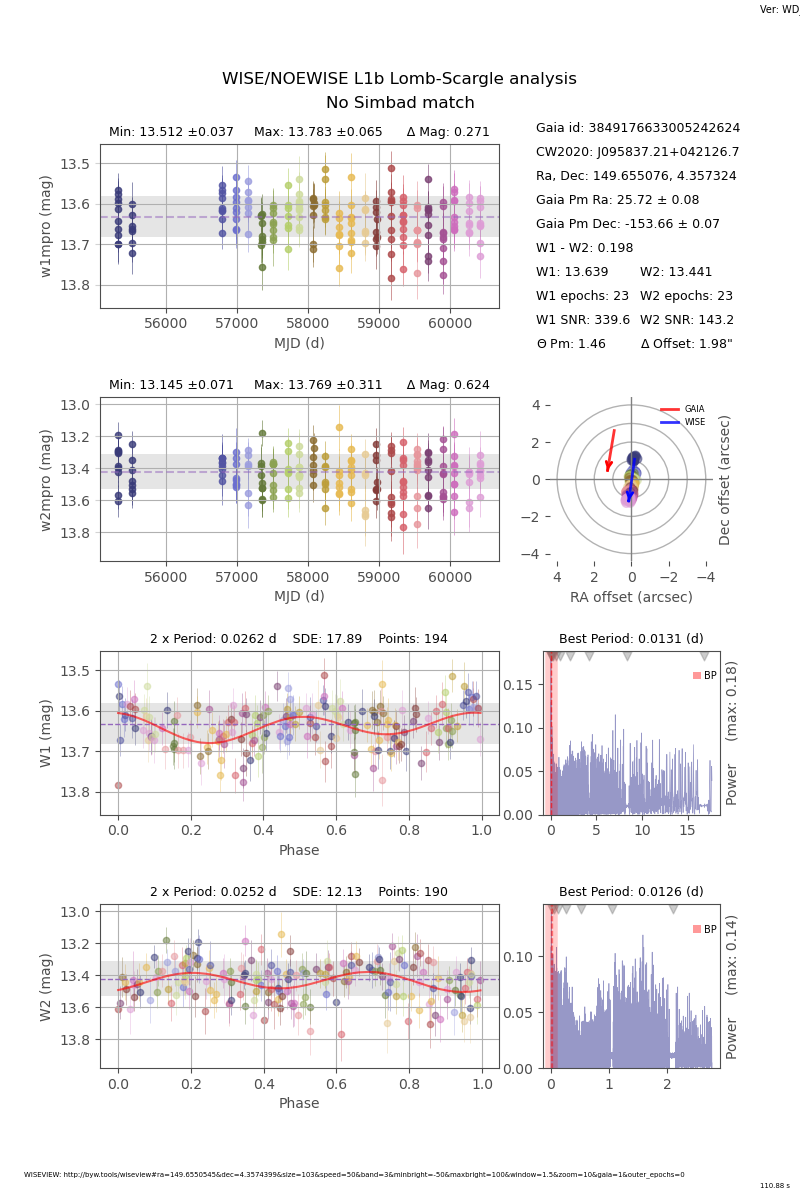 Ver: WD_
WISE/NOEWISE L1b Lomb-Scargle analysis
No Simbad match
Min: 13.512 ±0.037 Max: 13.783 ±0.065 Δ Mag: 0.271
13.5
13.6
13.7
13.8
w1mpro (mag)
56000 57000 58000 59000 60000
MJD (d)
Gaia id: 3849176633005242624
CW2020: J095837.21+042126.7
Ra, Dec: 149.655076, 4.357324
Gaia Pm Ra: 25.72 ± 0.08
Gaia Pm Dec: -153.66 ± 0.07
W1 - W2: 0.198
W1: 13.639 W2: 13.441
W1 epochs: 23 W2 epochs: 23
W1 SNR: 339.6 W2 SNR: 143.2
Θ Pm: 1.46 Δ Offset: 1.98"
Min: 13.145 ±0.071 Max: 13.769 ±0.311 Δ Mag: 0.624
13.0
13.2
13.4
13.6
13.8
w2mpro (mag)
56000 57000 58000 59000 60000
MJD (d)
GAIA
WISE
4
2
0
−2
−4
Dec offset (arcsec)
4 2 0 −2 −4
RA offset (arcsec)
2 x Period: 0.0262 d SDE: 17.89 Points: 194
13.5
13.6
13.7
13.8
W1 (mag)
0.0 0.2 0.4 0.6 0.8 1.0
Phase
Best Period: 0.0131 (d)
BP
0.15
0.10
0.05
0.00
Power (max: 0.18)
0 5 10 15
2 x Period: 0.0252 d SDE: 12.13 Points: 190
13.0
13.2
13.4
13.6
13.8
W2 (mag)
0.0 0.2 0.4 0.6 0.8 1.0
Phase
Best Period: 0.0126 (d)
BP
0.10
0.05
0.00
Power (max: 0.14)
0 1 2
WISEVIEW: http://byw.tools/wiseview#ra=149.6550545&dec=4.3574399&size=103&speed=50&band=3&minbright=-50&maxbright=100&window=1.5&zoom=10&gaia=1&outer_epochs=0
110.88 s